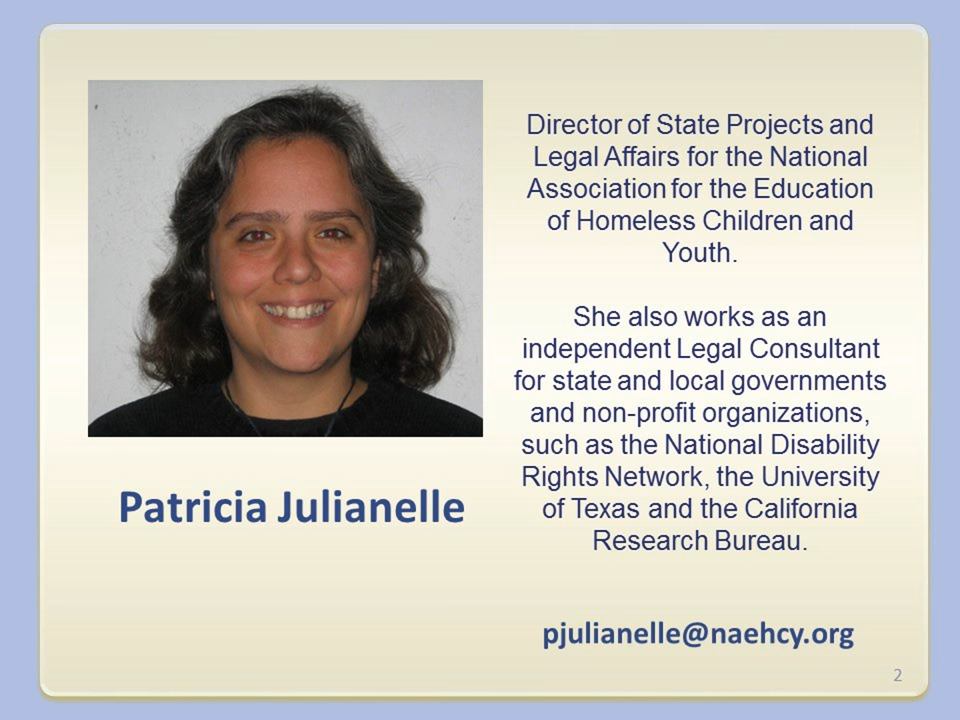 Director of State Projects and
Legal Affairs for the National
Association for the Education
of Homeless Children and
Youth.
She also works as an
independent Legal Consultant
for state and local governments
and non-profit organizations,
such as the National Disability
Rights Network, the University
of Texas and the California
Research Bureau.
Patricia Julianelle
pjulianelle@naehcy.org
2